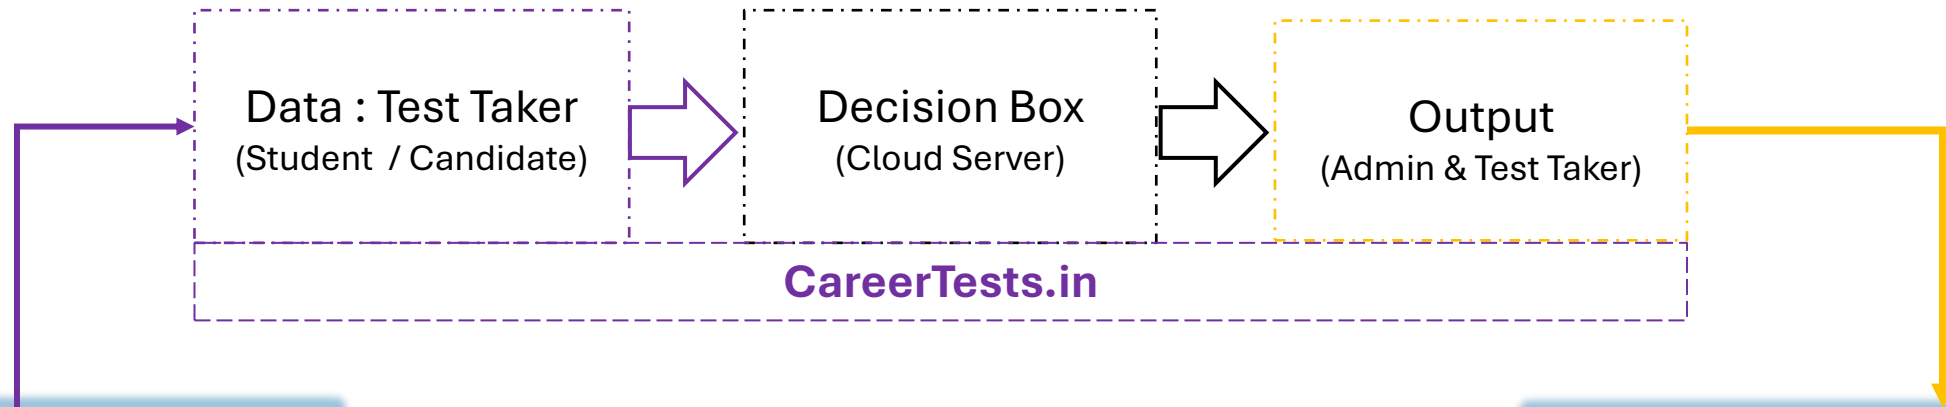 Data : Test Taker
(Student / Candidate)
Decision Box
(Cloud Server)
Output
(Admin & Test Taker)
CareerTests.in